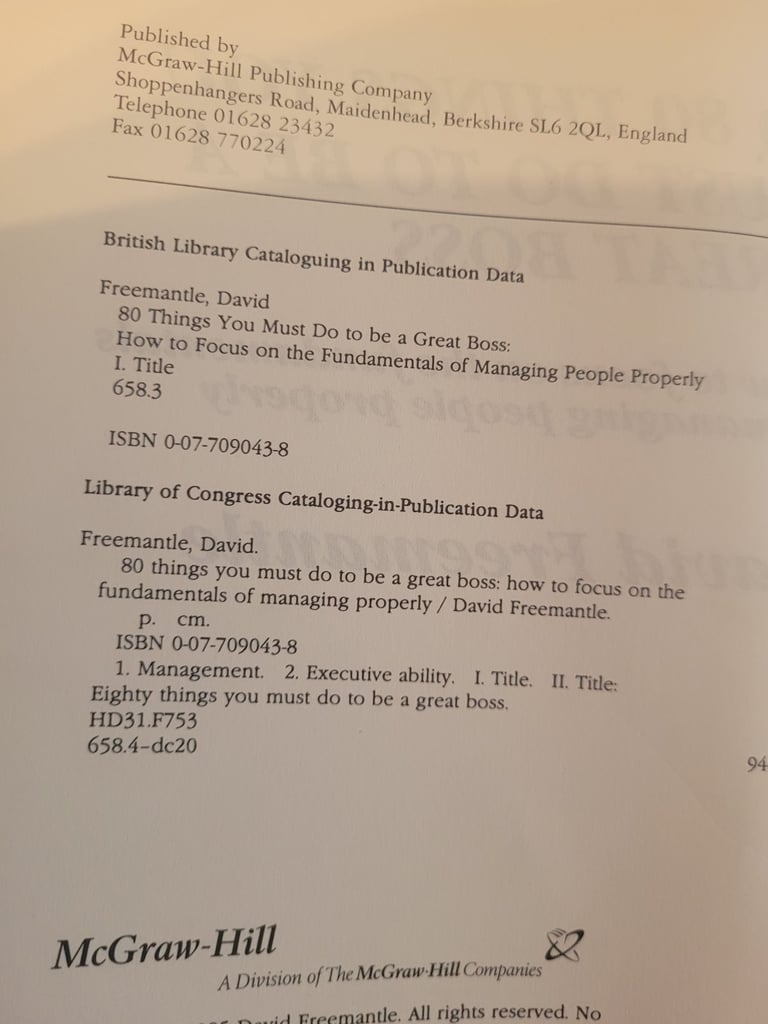 Published by
McGraw-Hill Publishing Company
Shoppenhangers Road, Maidenhead, Berkshire SL6 2QL, England
Telephone 01628 23432
Fax 01628 770224
British Library Cataloguing in Publication Data
Freemantle, David
80 Things You Must Do to be a Great Boss:
How to Focus on the Fundamentals of Managing People Properly
I. Title
658.3
ISBN 0-07-709043-8
Library of Congress Cataloging-in-Publication Data
Freemantle, David.
80 things you must do to be a great boss: how to focus on the
fundamentals of managing properly / David Freemantle.
p. cm.
ISBN 0-07-709043-8
1. Management. 2. Executive ability. I. Title. II. Title:
Eighty things you must do to be a great boss.
HD31.F753
658.4–dc20
94
McGraw-Hill
A Division of The McGraw-Hill Companies
David Freemantle. All rights reserved. No